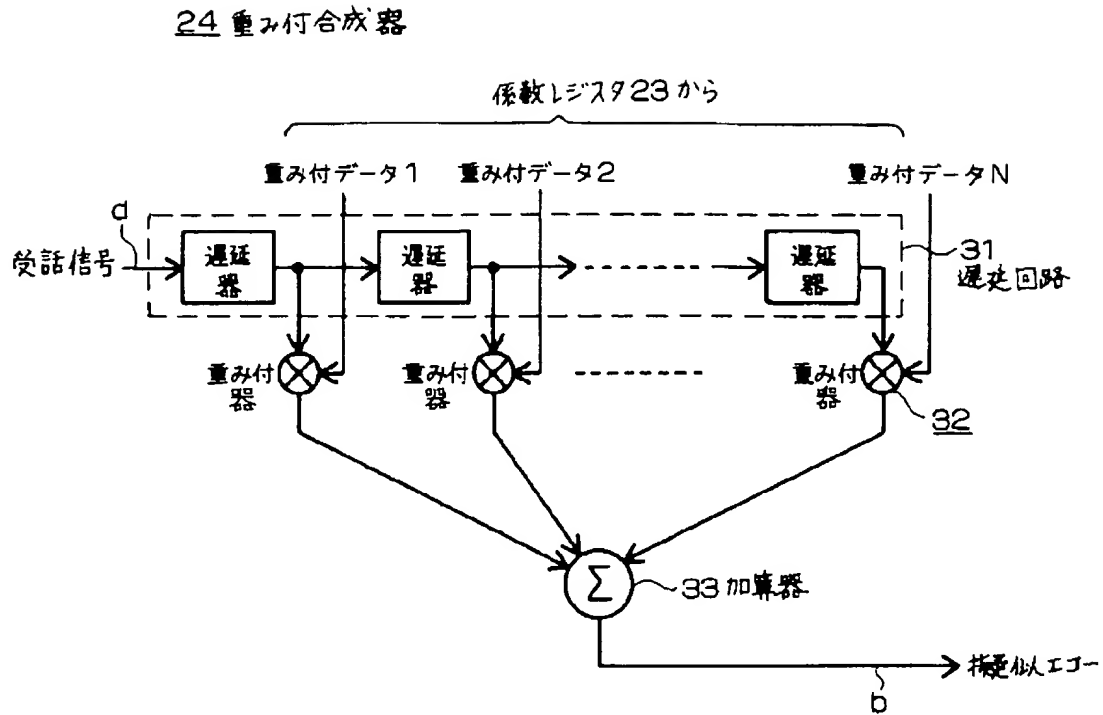 24 重み付合成器
係数レジスタ23から
重み付データ1 重み付データ2 重み付データN
d
受話信号
遅延器
遅延器
遅延器
31
遅延回路
重み付器
重み付器
重み付器
32
Σ
33 加算器
擬似エコー
b